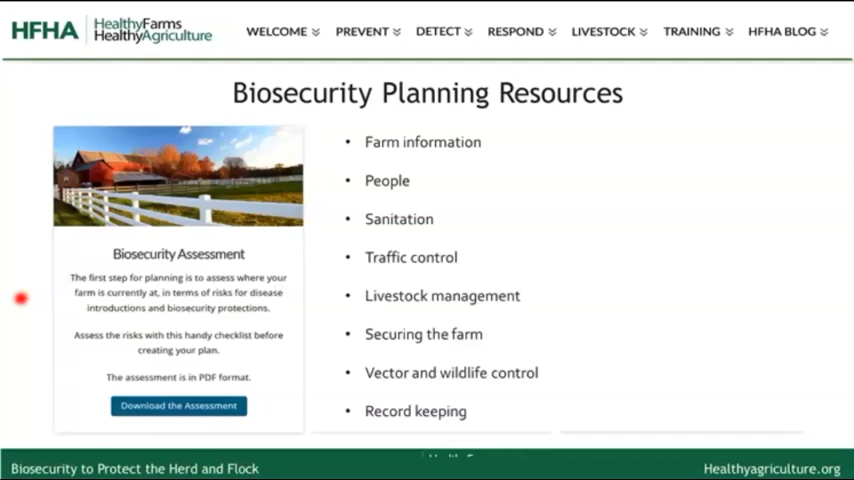 HFHA HealthyFarms HealthyAgriculture WELCOME PREVENT DETECT RESPOND LIVESTOCK TRAINING HFHA BLOG
Biosecurity Planning Resources
Biosecurity Assessment
The first step for planning is to assess where your
farm is currently at, in terms of risks for disease
introductions and biosecurity protections.
Assess the risks with this handy checklist before
creating your plan.
The assessment is in PDF format.
Download the Assessment
• Farm information
• People
• Sanitation
• Traffic control
• Livestock management
• Securing the farm
• Vector and wildlife control
• Record keeping
Biosecurity to Protect the Herd and Flock
Healthyagriculture.org